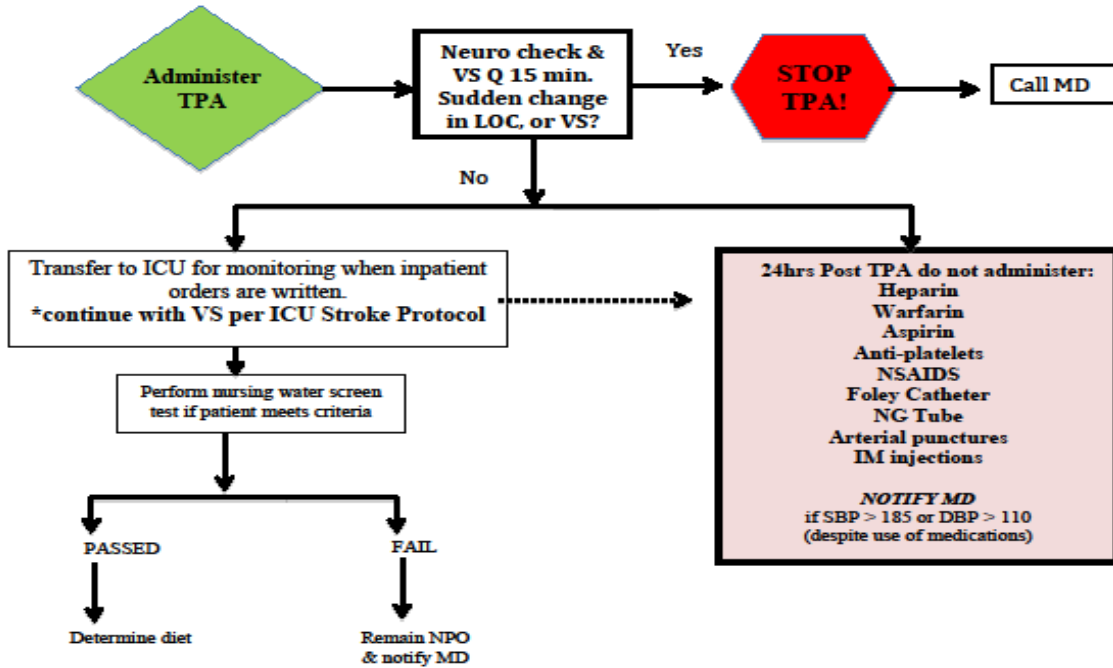 Administer
TPA
Neuro check &
VS Q 15 min.
Sudden change
in LOC, or VS?
Yes
STOP
TPA!
Call MD
No
Transfer to ICU for monitoring when inpatient
orders are written.
*continue with VS per ICU Stroke Protocol
24hrs Post TPA do not administer:
Heparin
Warfarin
Aspirin
Anti-platelets
NSAIDS
Foley Catheter
NG Tube
Arterial punctures
IM injections
NOTIFY MD
if SBP > 185 or DBP > 110
(despite use of medications)
Perform nursing water screen
test if patient meets criteria
PASSED
FAIL
Determine diet
Remain NPO
& notify MD